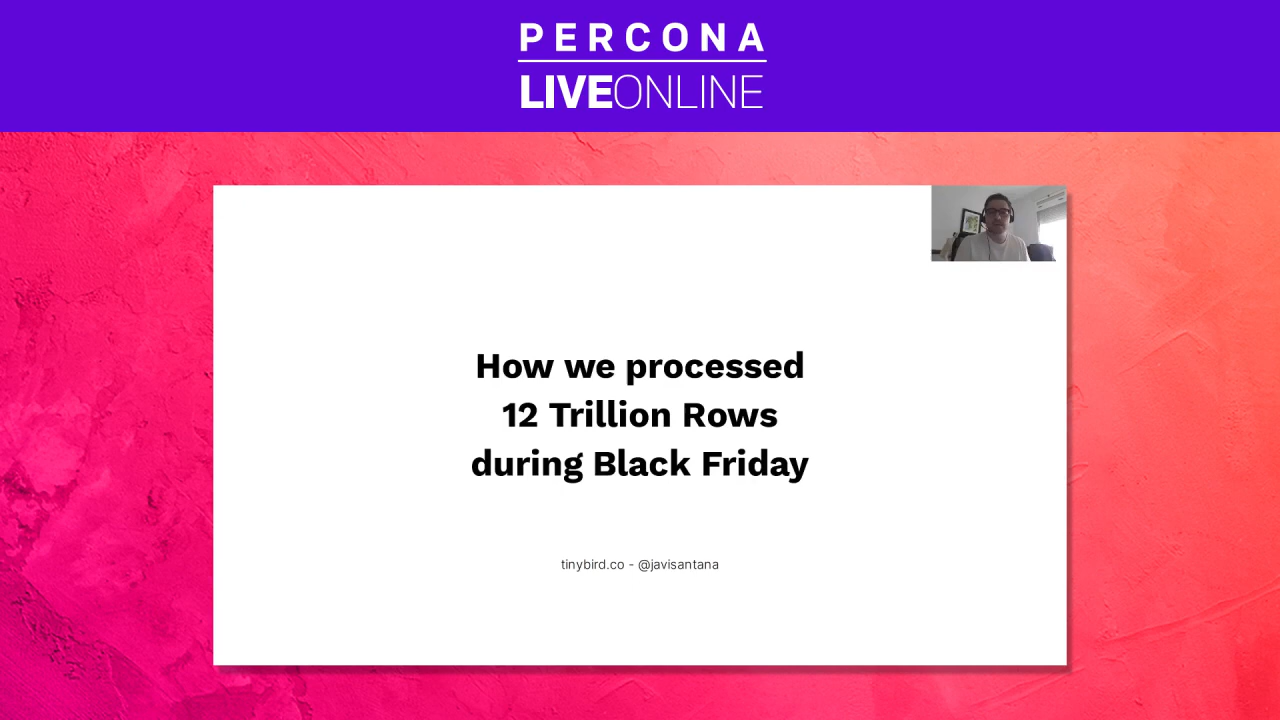 PERCONA
LIVEONLINE
How we processed
12 Trillion Rows
during Black Friday
tinybird.co - @javisantana